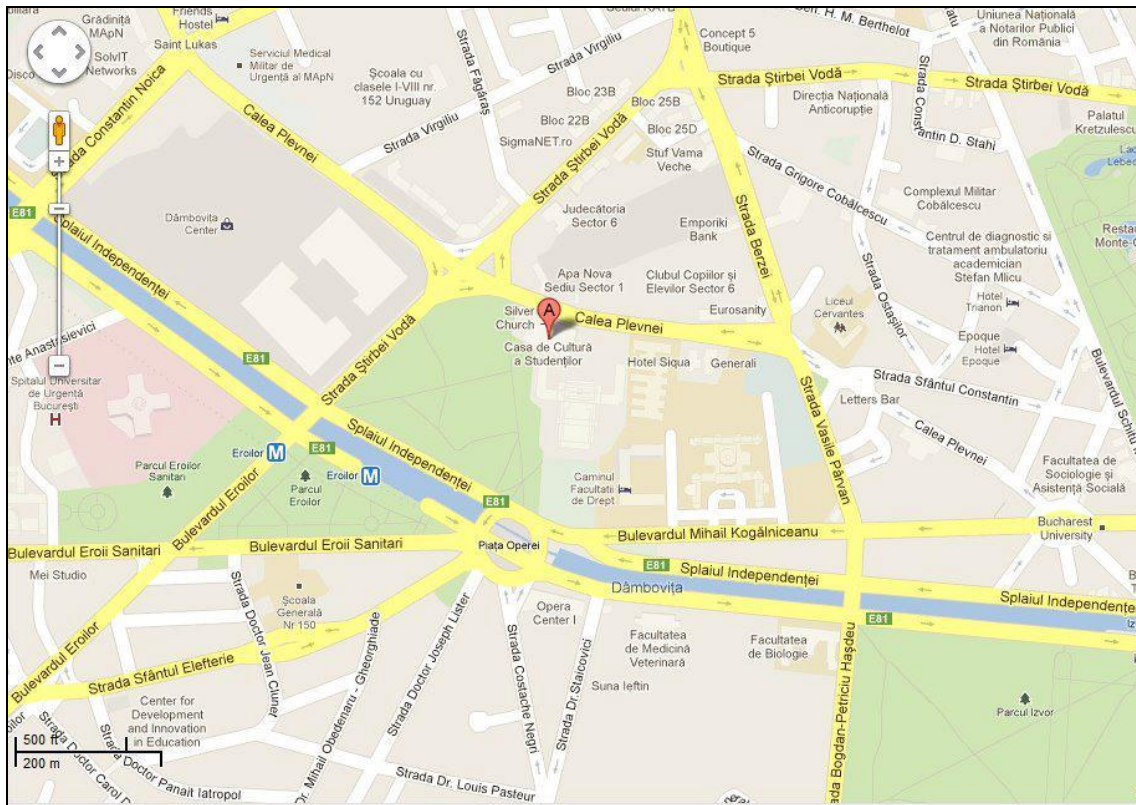 Grădinița
MApN
Friends
Hostel
Saint Lukas
SolvIT
Networks
Disco
Serviciul Medical
Militar de
Urgență al MApN
Școala cu
clasele I-VIII nr.
152 Uruguay
Strada Făgăraș
Strada Virgiliu
Strada Virgiliu
Concept 5
Boutique
Gen. H. M. Berthelot
Uniunea Națională
a Notarilor Publici
din România
Strada Știrbei Vodă
Strada Știrbei Vodă
Direcția Națională
Anticorupție
Strada Constantin D. Stahi
Palatul
Kretzulescu
Strada Constantin Noica
Calea Plevnei
Bloc 23B
Bloc 22B
Bloc 25B
Bloc 25D
SigmaNET.ro
Stuf Vama
Veche
Strada Știrbei Vodă
Strada Grigore Cobălcescu
Complexul Militar
Cobălcescu
E81
Splaiul Independenței
Dâmbovița
Center
Judecătoria
Sector 6
Emporiki
Bank
Strada Berzei
Centrul de diagnostic si
tratament ambulatoriu
academician
Stefan Mlicu
Apa Nova
Sediu Sector 1
Clubul Copiilor și
Elevilor Sector 6
Strada Ostașilor
Hotel
Trianon
Silver
Church
A
Calea Plevnei
Eurosanity
Liceul
Cervantes
Epoque
Hotel
Epoque
Casa de Cultură
a Studenților
Hotel Siqua
Generali
Strada Știrbei Vodă
E81
Spitalul Universitar
de Urgență
București
H
Strada Sfântul Constantin
Letters Bar
Calea Plevnei
Strada Vasile Pârvan
Splaiul Independenței
E81
Eroilor
M
Eroilor
M
Parcul Eroilor
Sanitari
Parcul
Eroilor
Bulevardul Eroilor
Caminul
Facultatii
de Drept
Facultatea de
Sociologie și
Asistență Socială
E81
Bulevardul Mihail Kogălniceanu
Bucharest
University
Bulevardul Eroii Sanitari
Bulevardul Eroii Sanitari
Piața Operei
Mei Studio
E81
Splaiul Independenței
Dâmbovița
Splaiul Independenței
E81
Școala
Generală
Nr 150
Strada Doctor Jean Clunet
Strada Doctor Joseph Lister
Opera
Center I
Facultatea
de Medicină
Veterinară
Facultatea
de Biologie
Bulevardul Eroilor
Strada Sfântul Elefterie
Dr. Mihail Obedenaru - Gheorghiade
Strada Costache Negri
Strada Dr. Staicovici
Suna Ieftin
Strada Bogdan-Petriciu Hașdeu
Parcul Izvor
Center for
Development
and Innovation
in Education
500 ft
200 m
Strada Doctor Carol D
Strada Doctor Panait Iatropol
Strada Dr. Louis Pasteur